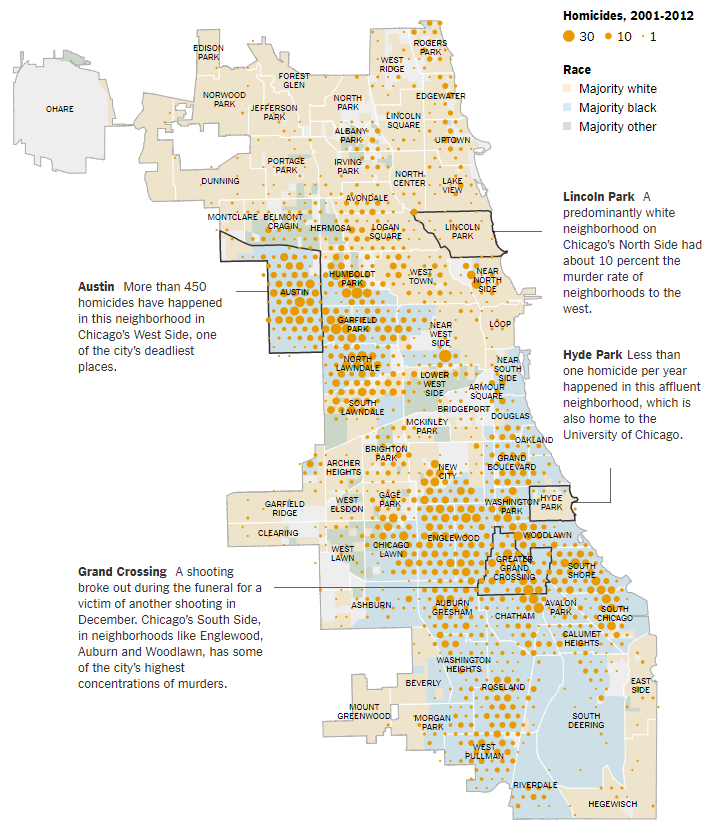 Homicides, 2001-2012
30 10 1
Race
Majority white
Majority black
Majority other
EDISON
PARK
ROGERS
PARK
WEST
RIDGE
FOREST
GLEN
NORWOOD
PARK
JEFFERSON
PARK
NORTH
PARK
EDGEWATER
OHARE
LINCOLN
SQUARE
ALBANY
PARK
UPTOWN
PORTAGE
PARK
IRVING
PARK
DUNNING
NORTH
CENTER
LAKE
VIEW
AVONDALE
MONTCLARE
BELMONT
CRAGIN
HERMOSA
LOGAN
SQUARE
LINCOLN
PARK
Lincoln Park A
predominantly white
neighborhood on
Chicago's North Side had
about 10 percent the
murder rate of
neighborhoods to the
west.
Austin More than 450
homicides have happened
in this neighborhood in
Chicago's West Side, one
of the city's deadliest
places.
AUSTIN
HUMBOLDT
PARK
WEST
TOWN
NEAR
NORTH
SIDE
GARFIELD
PARK
NEAR
WEST
SIDE
LOOP
NORTH
LAWNDALE
NEAR
SOUTH
SIDE
LOWER
WEST
SIDE
ARMOUR
SQUARE
Hyde Park Less than
one homicide per year
happened in this affluent
neighborhood, which is
also home to the
University of Chicago.
SOUTH
LAWNDALE
BRIDGEPORT
DOUGLAS
MCKINLEY
PARK
OAKLAND
BRIGHTON
PARK
GRAND
BOULEVARD
ARCHER
HEIGHTS
NEW
CITY
GARFIELD
RIDGE
WEST
ELSDON
GAGE
PARK
WASHINGTON
PARK
HYDE
PARK
CLEARING
ENGLEWOOD
WOODLAWN
WEST
LAWN
CHICAGO
LAWN
GREATER
GRAND
CROSSING
SOUTH
SHORE
Grand Crossing A shooting
broke out during the funeral for a
victim of another shooting in
December. Chicago's South Side,
in neighborhoods like Englewood,
Auburn and Woodlawn, has some
of the city's highest
concentrations of murders.
ASHBURN
AUBURN
GRESHAM
CHATHAM
AVALON
PARK
SOUTH
CHICAGO
CALUMET
HEIGHTS
WASHINGTON
HEIGHTS
BEVERLY
ROSELAND
EAST
SIDE
MOUNT
GREENWOOD
MORGAN
PARK
SOUTH
DEERING
WEST
PULLMAN
RIVERDALE
HEGEWISCH